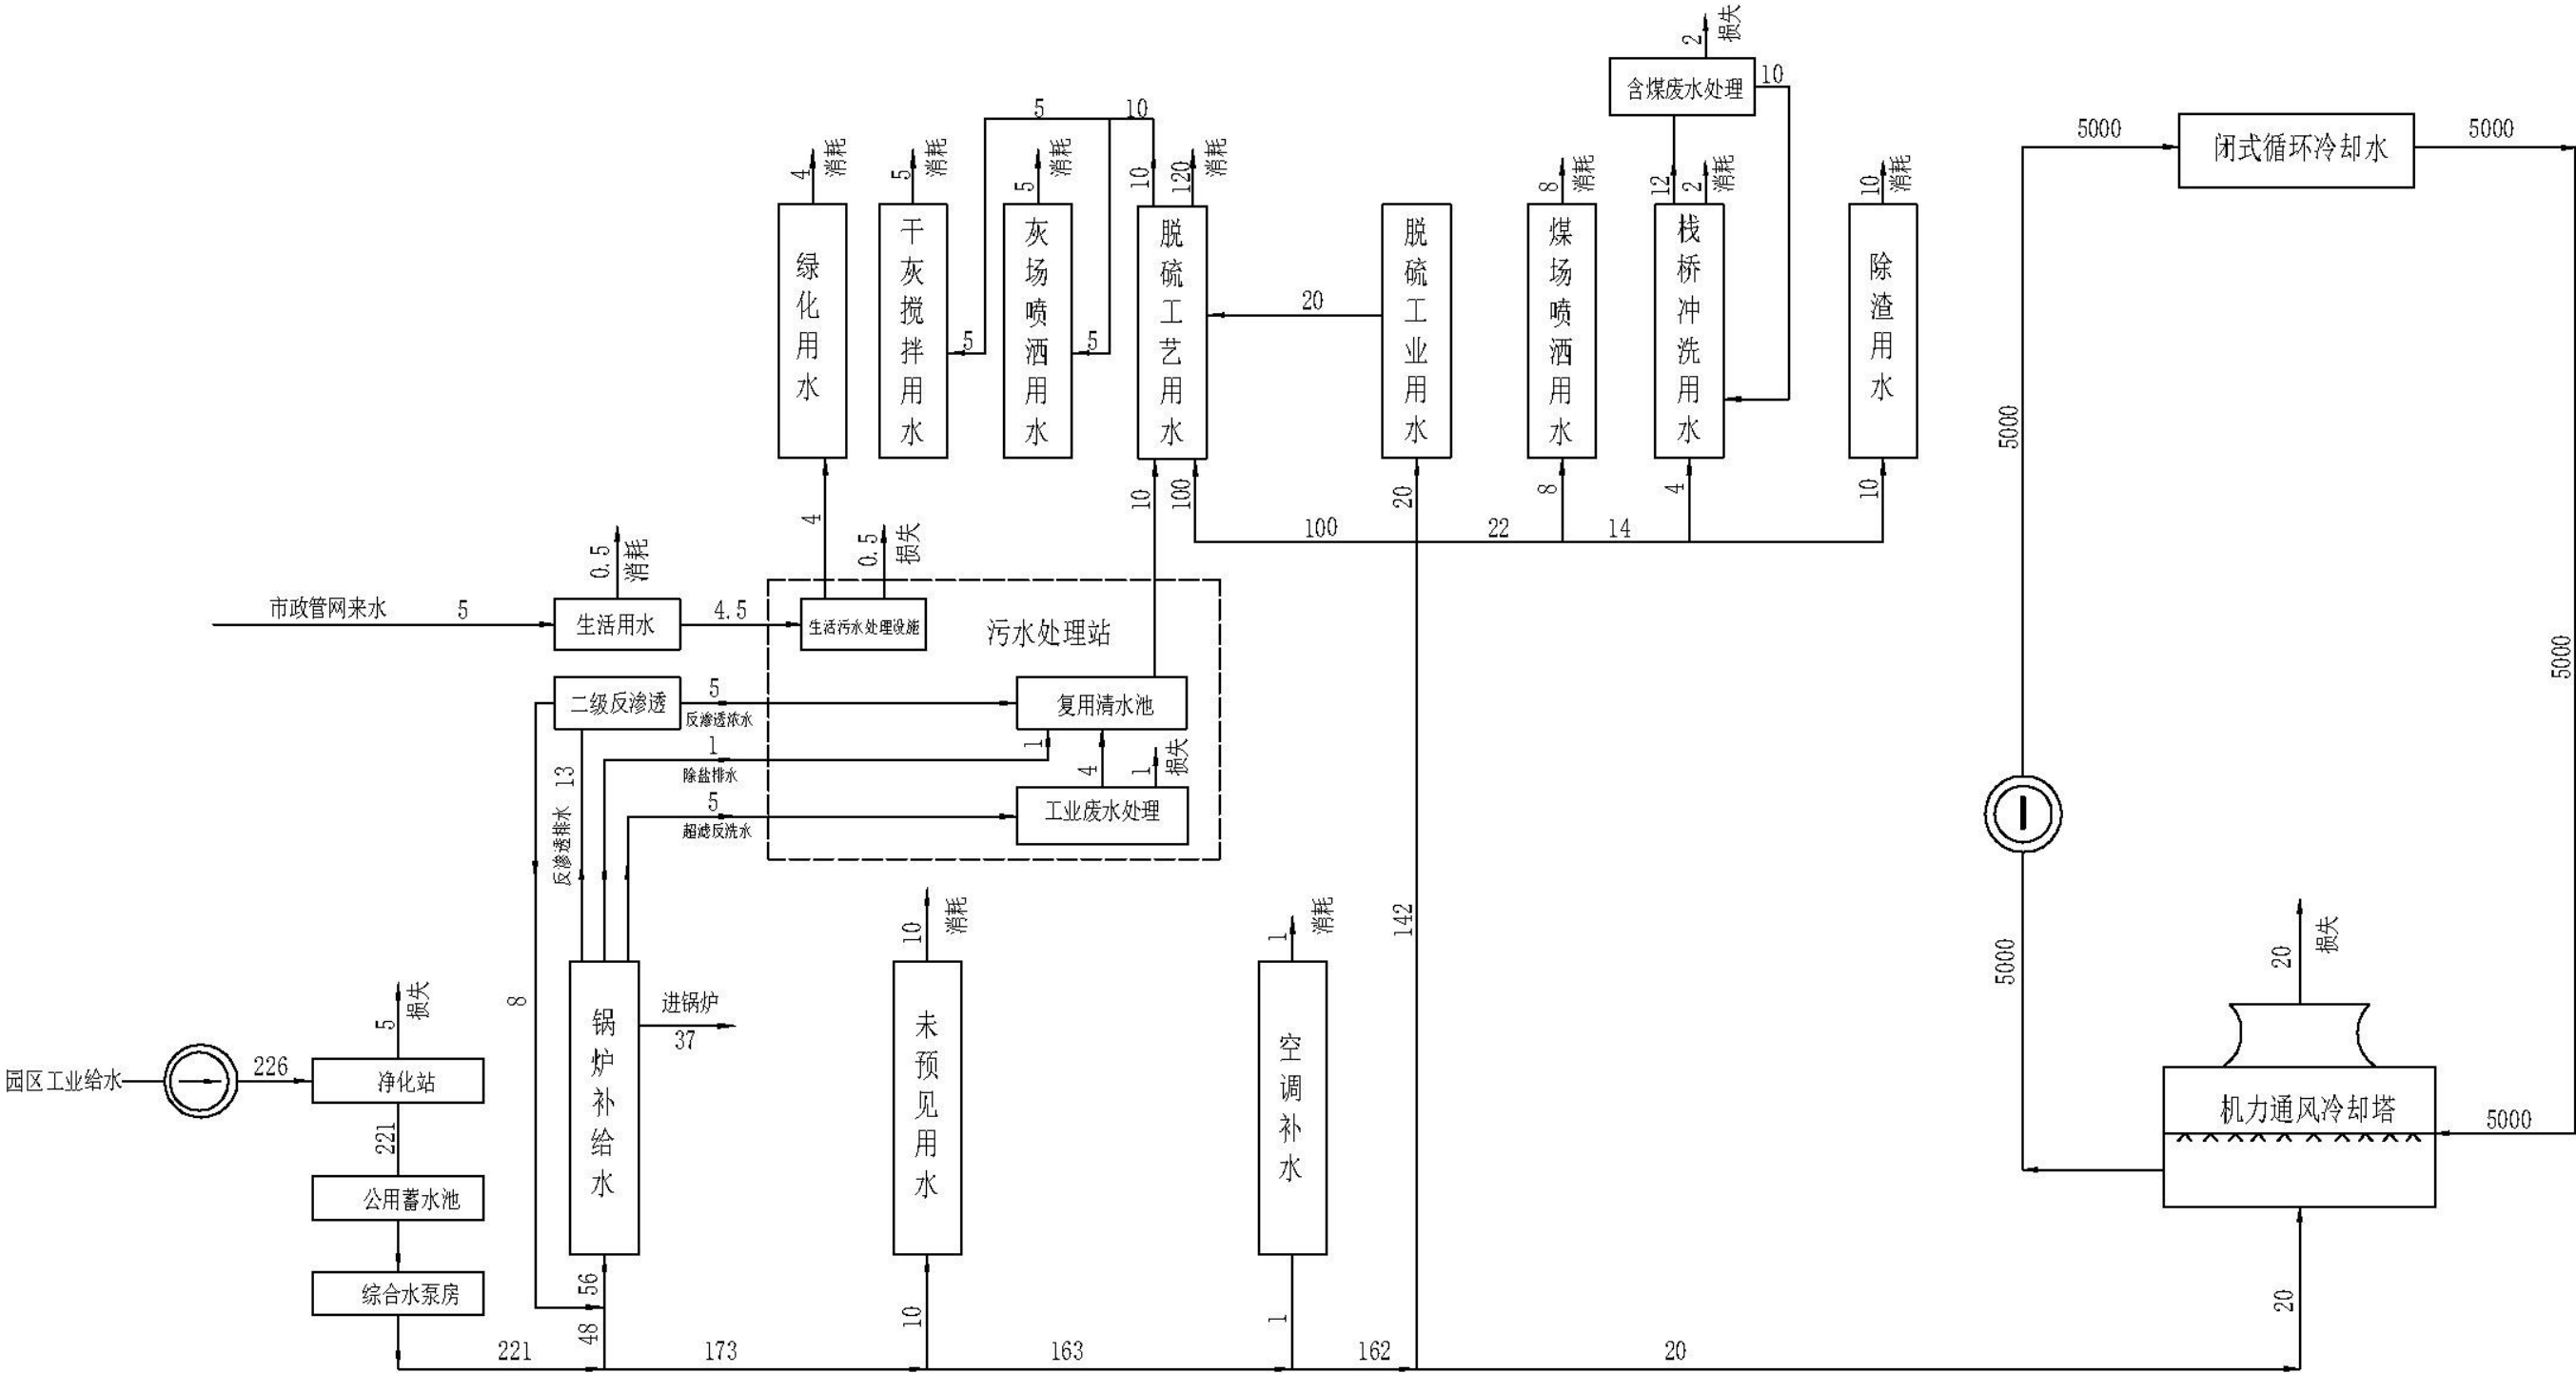 2
损失
含煤废水处理
10
5
10
5000
闭式循环冷却水
5000
4
消耗
5
消耗
5
消耗
10
120
消耗
8
消耗
12
2
消耗
10
消耗
绿化用水
干灰搅拌用水
灰场喷洒用水
脱硫工艺用水
脱硫工业用水
煤场喷洒用水
栈桥冲洗用水
除渣用水
20
5
5
5000
4
10
100
20
8
4
10
100
22
14
0.5
消耗
0.5
损失
市政管网来水
5
生活用水
4.5
生活污水处理设施
污水处理站
5000
二级反渗透
5
反渗透浓水
复用清水池
1
除盐排水
1
4
1
损失
反渗透排水 13
5
超滤反洗水
工业废水处理
10
消耗
1
消耗
142
5000
20
损失
8
5
损失
锅炉补给水
进锅炉
37
未预见用水
空调补水
园区工业给水
226
净化站
机力通风冷却塔
5000
221
公用蓄水池
综合水泵房
56
48
10
1
20
221
173
163
162
20